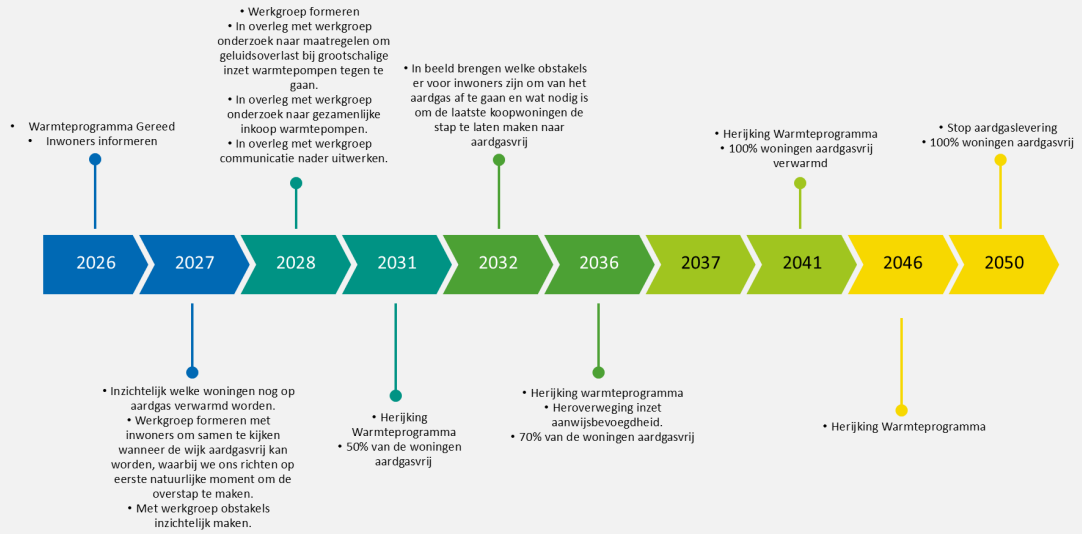 • Warmteprogramma Gereed
• Inwoners informeren
• Werkgroep formeren
• In overleg met werkgroep
onderzoek naar maatregelen om
geluidsoverlast bij grootschalige
inzet warmtepompen tegen te
gaan.
• In overleg met werkgroep
onderzoek naar gezamenlijke
inkoop warmtepompen.
• In overleg met werkgroep
communicatie nader uitwerken.
• In beeld brengen welke obstakels
er voor inwoners zijn om van het
aardgas af te gaan en wat nodig is
om de laatste koopwoningen de
stap te laten maken naar
aardgasvrij
• Herijking Warmteprogramma
• 100% woningen aardgasvrij
verwarmd
• Stop aardgaslevering
• 100% woningen aardgasvrij
2026
2027
2028
2031
2032
2036
2037
2041
2046
2050
• Inzichtelijk welke woningen nog op
aardgas verwarmd worden.
• Werkgroep formeren met
inwoners om samen te kijken
wanneer de wijk aardgasvrij kan
worden, waarbij we ons richten op
eerste natuurlijke moment om de
overstap te maken.
• Met werkgroep obstakels
inzichtelijk maken.
• Herijking
Warmteprogramma
• 50% van de woningen
aardgasvrij
• Herijking warmteprogramma
• Heroverweging inzet
aanwijsbevoegdheid.
• 70% van de woningen aardgasvrij
• Herijking Warmteprogramma